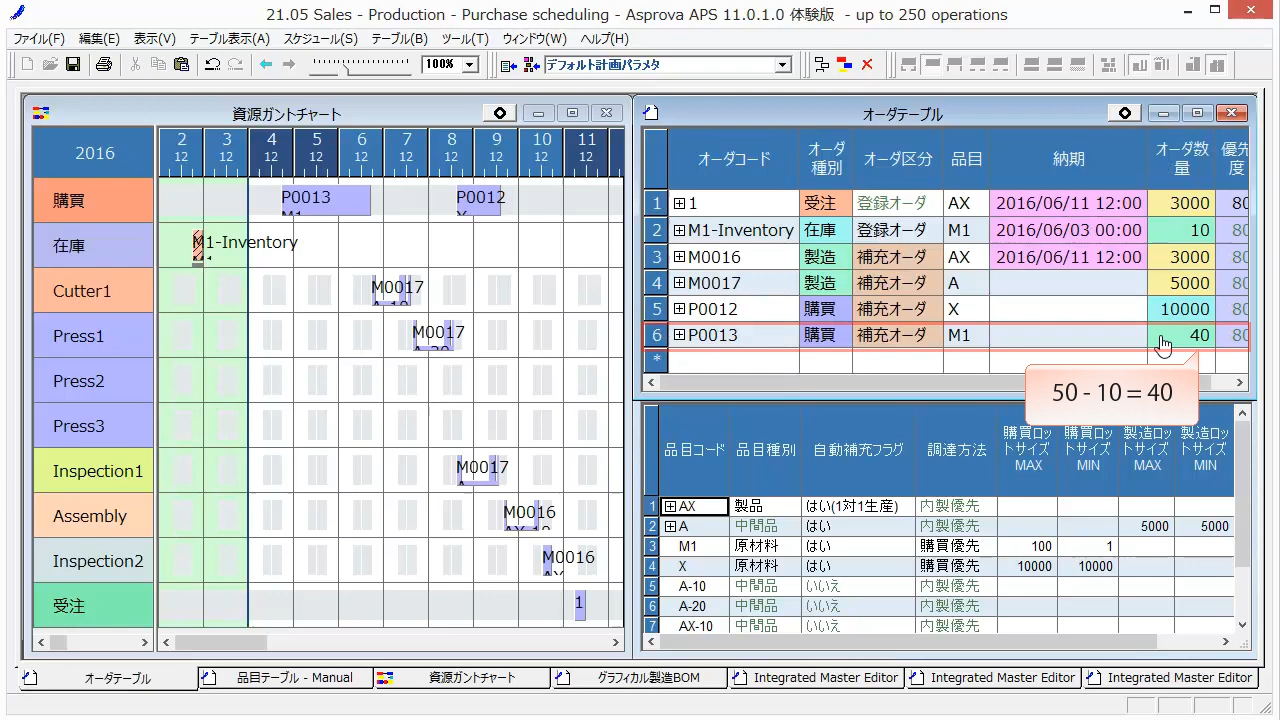 21.05 Sales - Production - Purchase scheduling - Asprova APS 11.0.1.0 体験版 - up to 250 operations
ファイル(F) 編集(E) 表示(V) テーブル表示(A) スケジュール(S) テーブル(B) ツール(T) ウィンドウ(W) ヘルプ(H)
100% デフォルト計画パラメタ
資源ガントチャート
2016 2 3 4 5 6 7 8 9 10 11
12 12 12 12 12 12 12 12 12 12
購買 P0013 P0012
M1 X
在庫 M1-Inventory
Cutter1 M0017
Press1 M0017
Press2
Press3
Inspection1 M0017
Assembly M0016
Inspection2 M0016
受注 1
オーダテーブル
オーダコード オーダ種別 オーダ区分 品目 納期 オーダ数量 優先度
1 1 受注 登録オーダ AX 2016/06/11 12:00 3000 80
2 M1-Inventory 在庫 登録オーダ M1 2016/06/03 00:00 10 80
3 M0016 製造 補充オーダ AX 2016/06/11 12:00 3000 80
4 M0017 製造 補充オーダ A 5000 80
5 P0012 購買 補充オーダ X 10000 80
6 P0013 購買 補充オーダ M1 40 80
*
50 - 10 = 40
品目コード 品目種別 自動補充フラグ 調達方法 購買ロットサイズMAX 購買ロットサイズMIN 製造ロットサイズMAX 製造ロットサイズMIN
1 AX 製品 はい(1対1生産) 内製優先
2 A 中間品 はい 内製優先 5000 5000
3 M1 原材料 はい 購買優先 100 1
4 X 原材料 はい 購買優先 10000 10000
5 A-10 中間品 いいえ 内製優先
6 A-20 中間品 いいえ 内製優先
7 AX-10 中間品 いいえ 内製優先
オーダテーブル 品目テーブル - Manual 資源ガントチャート グラフィカル製造BOM Integrated Master Editor Integrated Master Editor Integrated Master Editor